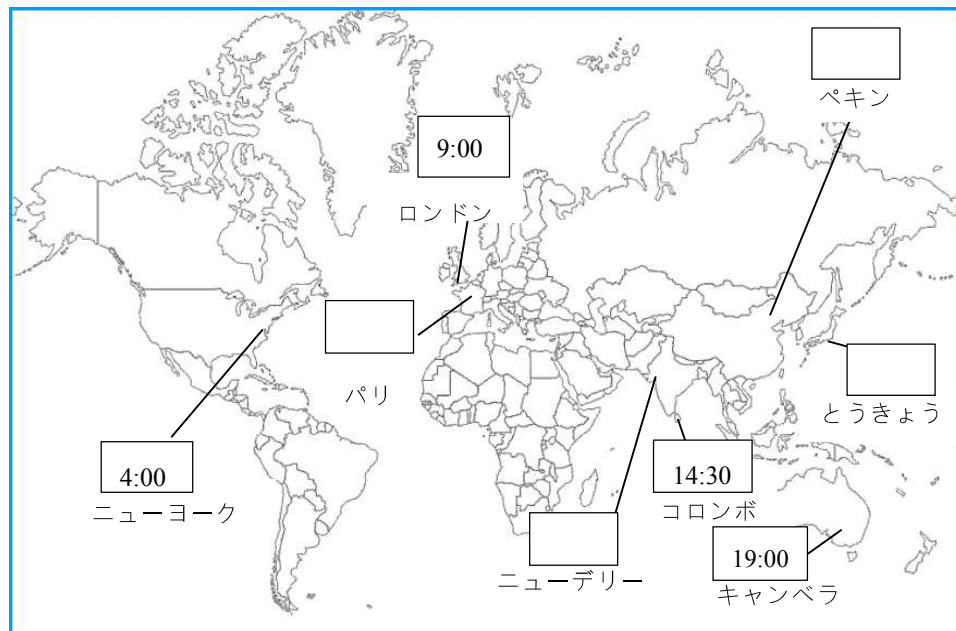 ペキン
9:00
ロンドン
パリ
とうきょう
4:00
ニューヨーク
14:30
コロンボ
ニューデリー
19:00
キャンベラ